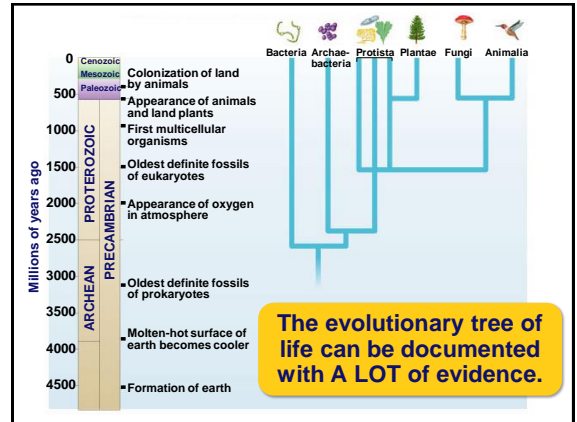 Bacteria
Archae-
bacteria
Protista
Plantae
Fungi
Animalia
Millions of years ago
0
500
1000
1500
2000
2500
3000
3500
4000
4500
Cenozoic
Mesozoic
Paleozoic
PROTEROZOIC
ARCHEAN
PRECAMBRIAN
Colonization of land
by animals
Appearance of animals
and land plants
First multicellular
organisms
Oldest definite fossils
of eukaryotes
Appearance of oxygen
in atmosphere
Oldest definite fossils
of prokaryotes
Molten-hot surface of
earth becomes cooler
Formation of earth
The evolutionary tree of
life can be documented
with A LOT of evidence.